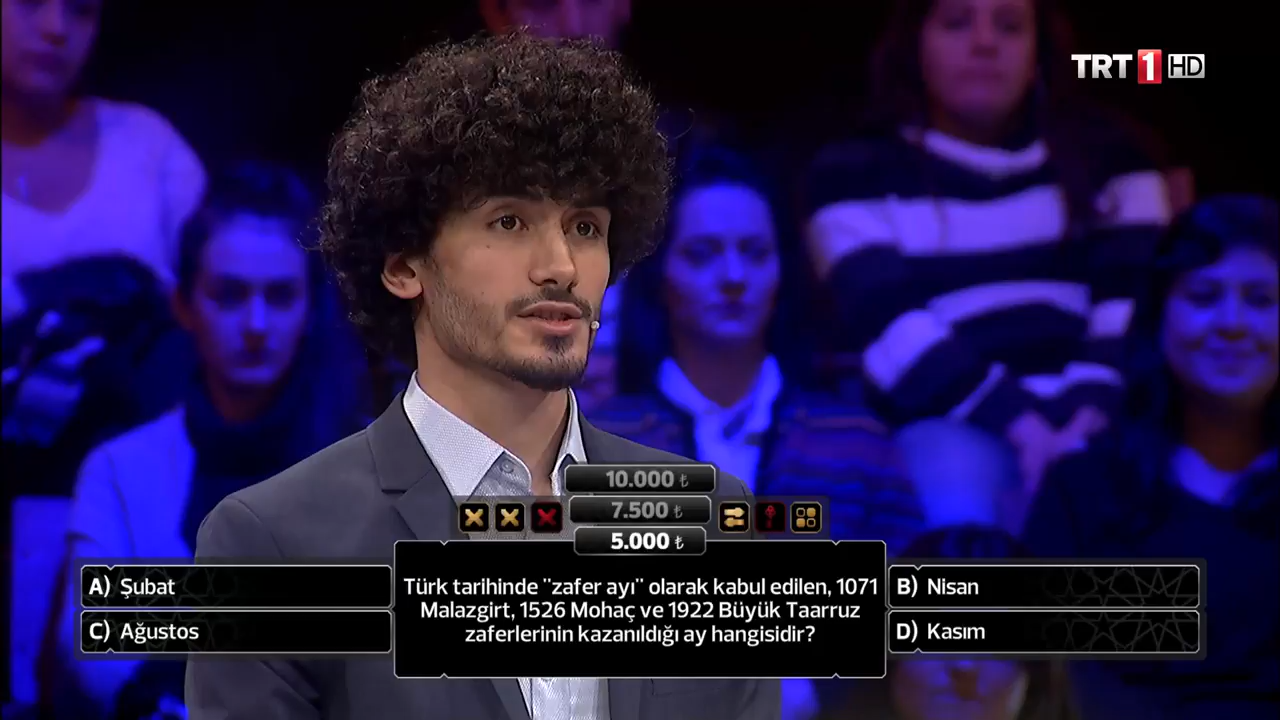 TRT 1 HD
10.000 ₺
7.500 ₺
5.000 ₺
Türk tarihinde "zafer ayı" olarak kabul edilen, 1071
Malazgirt, 1526 Mohaç ve 1922 Büyük Taarruz
zaferlerinin kazanıldığı ay hangisidir?
A) Şubat
B) Nisan
C) Ağustos
D) Kasım